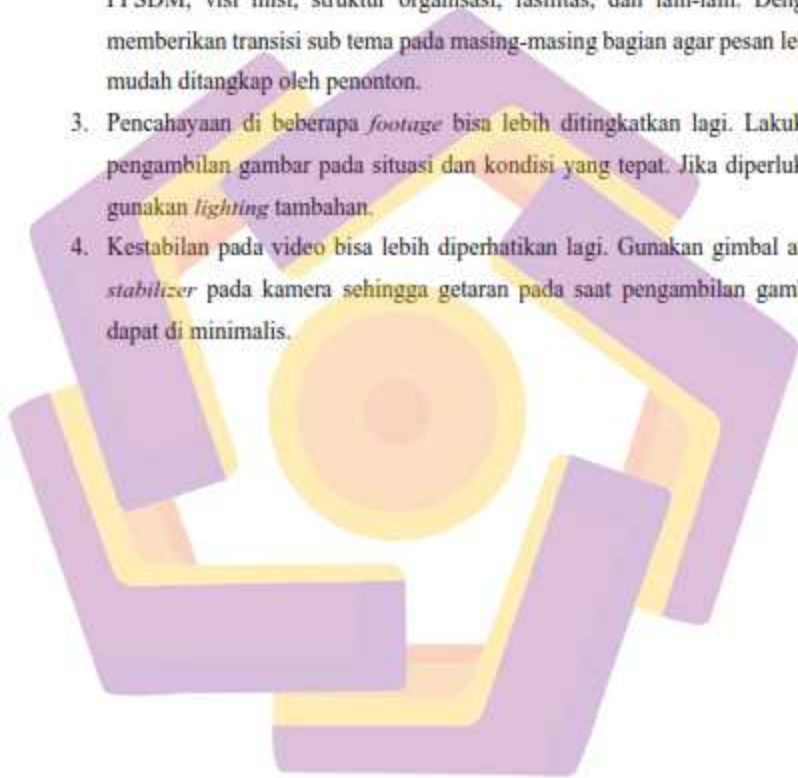 visi misi, struktur organisasi, fasilitas, dan lain-lain.
memberikan transisi sub tema pada masing-masing bagian agar pesan le
mudah ditangkap oleh penonton.
3. Pencahayaan di beberapa footage bisa lebih ditingkatkan lagi. Lakuk
pengambilan gambar pada situasi dan kondisi yang tepat. Jika diperluk
gunakan lighting tambahan.
4. Kestabilan pada video bisa lebih diperhatikan lagi. Gunakan gimbal a
stabilizer pada kamera sehingga getaran pada saat pengambilan gam
dapat di minimalis.